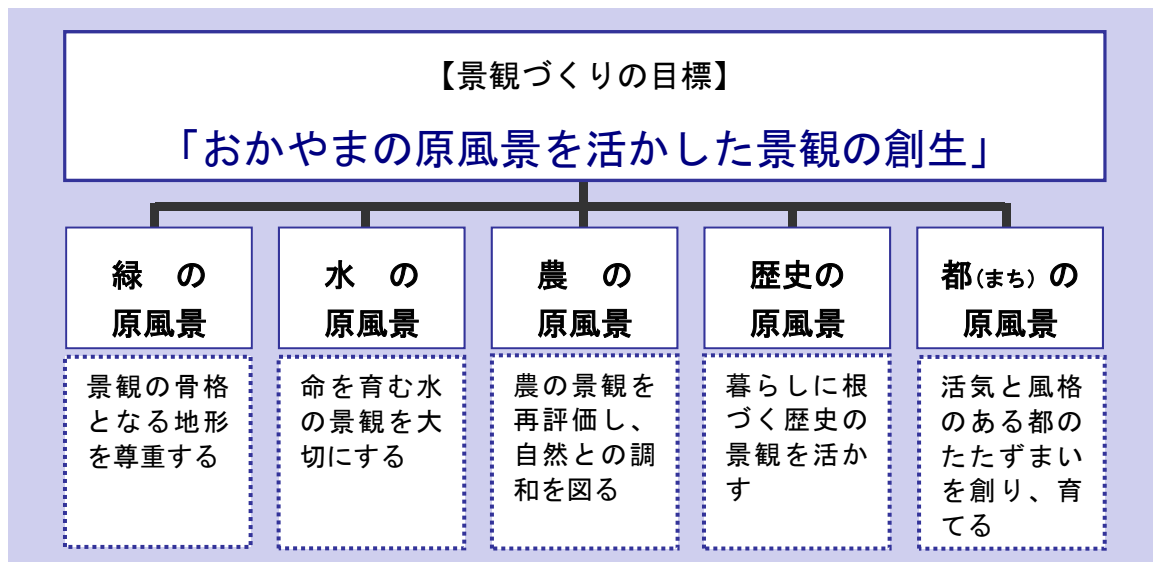 【景観づくりの目標】
「おかやまの原風景を活かした景観の創生」
緑 の
原風景
景観の骨格
となる地形
を尊重する
水 の
原風景
命を育む水
の景観を大
切にする
農 の
原風景
農の景観を
再評価し、
自然との調
和を図る
歴史の
原風景
暮らしに根
づく歴史の
景観を活か
す
都(まち)の
原風景
活気と風格
のある都の
たたずまい
を創り、育
てる